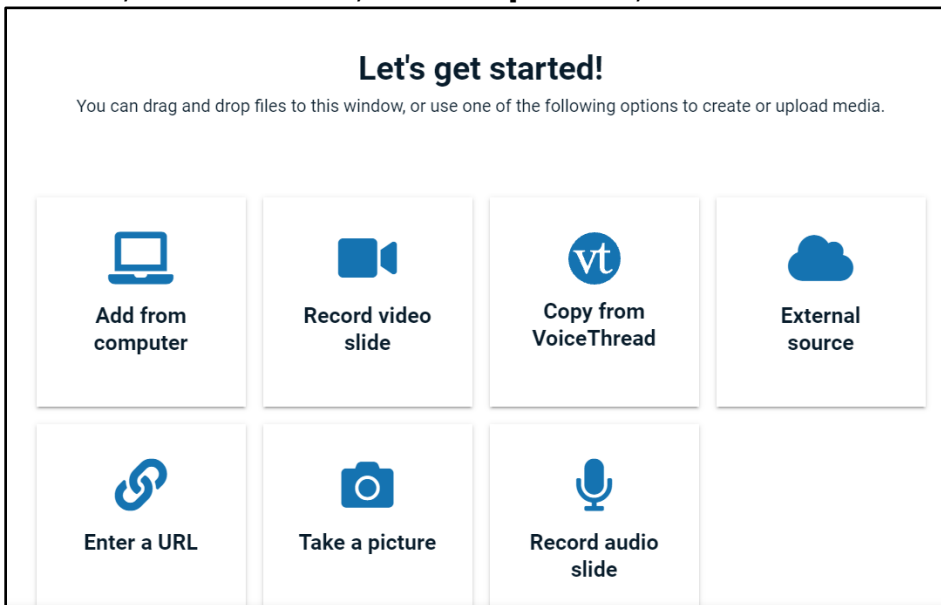 Let's get started!
You can drag and drop files to this window, or use one of the following options to create or upload media.
vt
Add from
computer
Record video
slide
Copy from
VoiceThread
External
source
Enter a URL
Take a picture
Record audio
slide